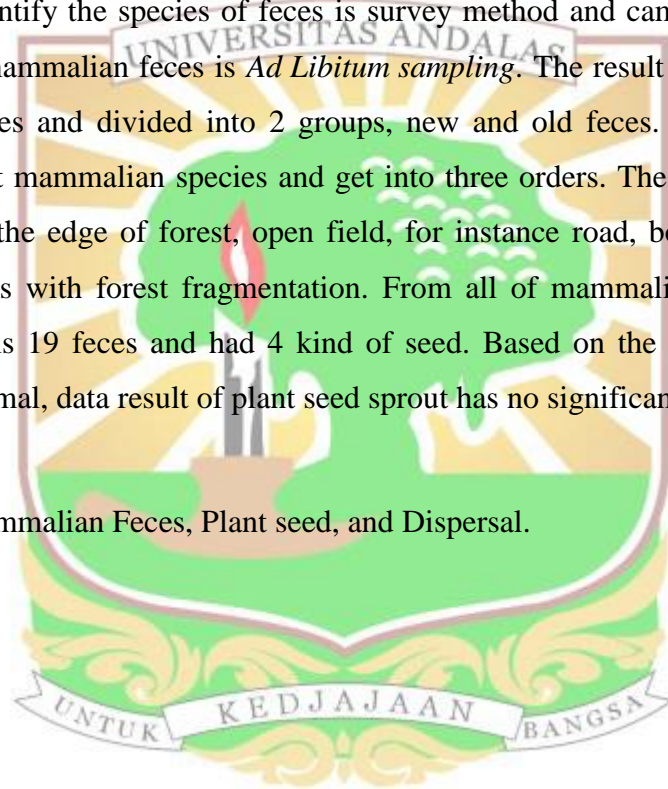 ntify the species of feces is survey method and can
UNIVERSITAS ANDALAS
nammalian feces is Ad Libitum sampling. The result
es and divided into 2 groups, new and old feces.
t mammalian species and get into three orders. The
the edge of forest, open field, for instance road, b
s with forest fragmentation. From all of mammali
is 19 feces and had 4 kind of seed. Based on the
mal, data result of plant seed sprout has no significan
mmalian Feces, Plant seed, and Dispersal.
UNTUK KEDJAJAAN BANGSA